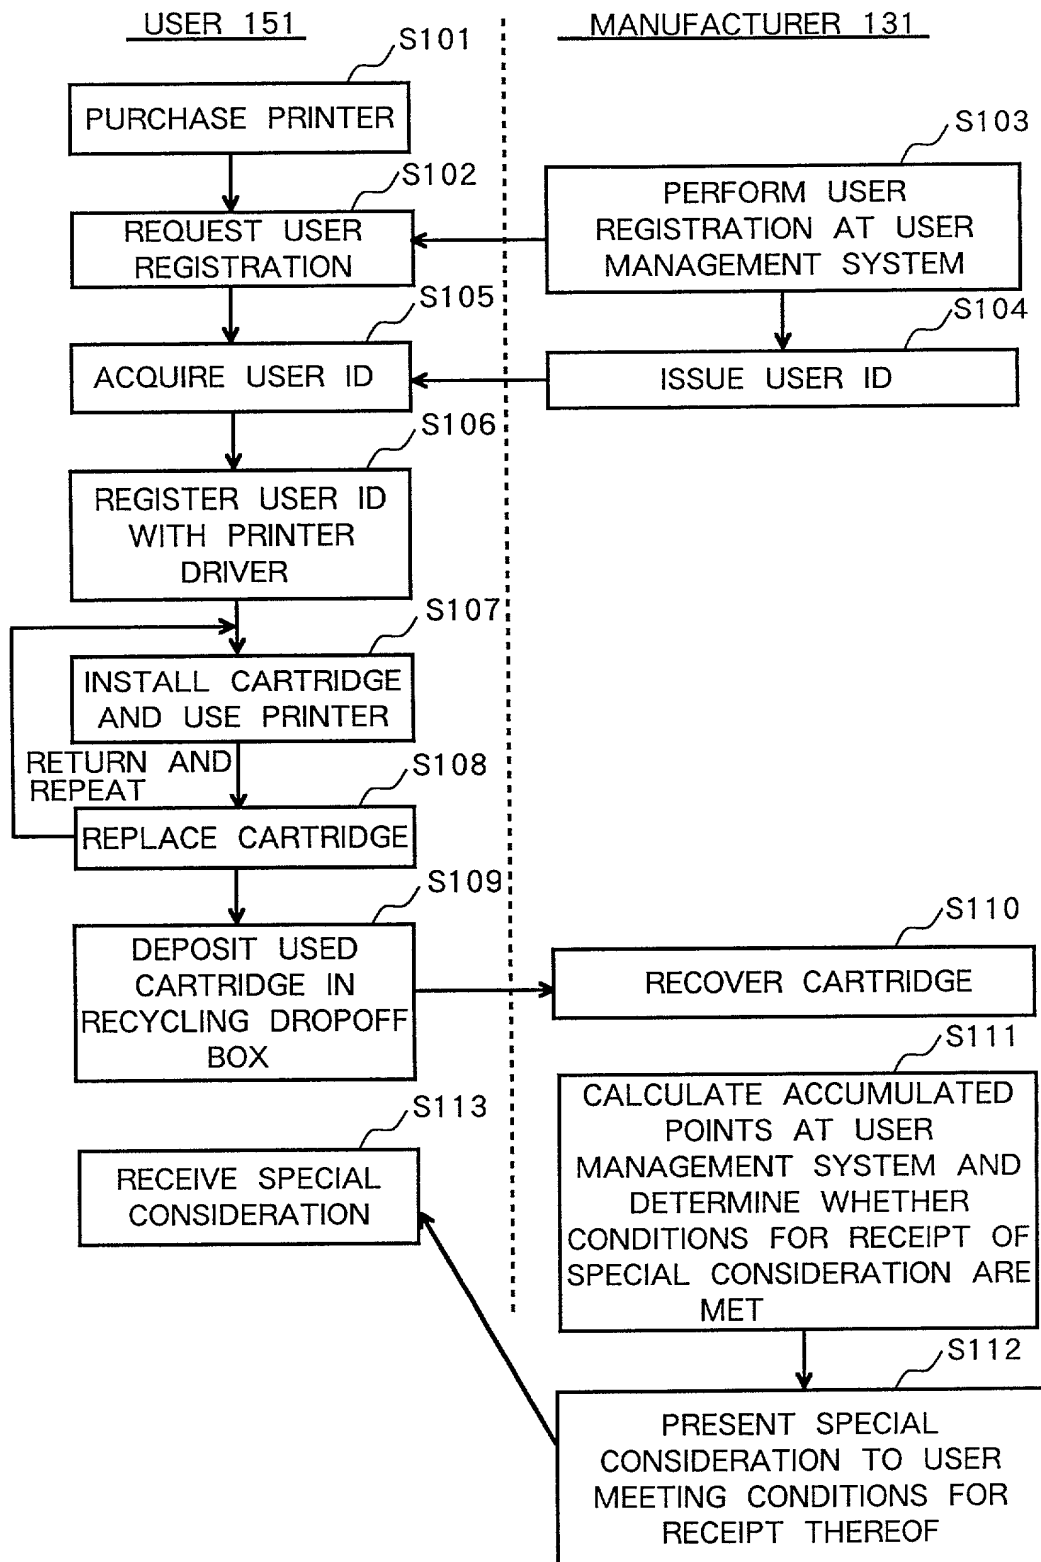 USER 151
MANUFACTURER 131
S101
PURCHASE PRINTER
S103
PERFORM USER
REGISTRATION AT USER
MANAGEMENT SYSTEM
S102
REQUEST USER
REGISTRATION
S105
ACQUIRE USER ID
S104
ISSUE USER ID
S106
REGISTER USER ID
WITH PRINTER
DRIVER
S107
INSTALL CARTRIDGE
AND USE PRINTER
RETURN AND
REPEAT
S108
REPLACE CARTRIDGE
S109
DEPOSIT USED
CARTRIDGE IN
RECYCLING DROPOFF
BOX
S110
RECOVER CARTRIDGE
S111
CALCULATE ACCUMULATED
POINTS AT USER
MANAGEMENT SYSTEM AND
DETERMINE WHETHER
CONDITIONS FOR RECEIPT OF
SPECIAL CONSIDERATION ARE
MET
S113
RECEIVE SPECIAL
CONSIDERATION
S112
PRESENT SPECIAL
CONSIDERATION TO USER
MEETING CONDITIONS FOR
RECEIPT THEREOF